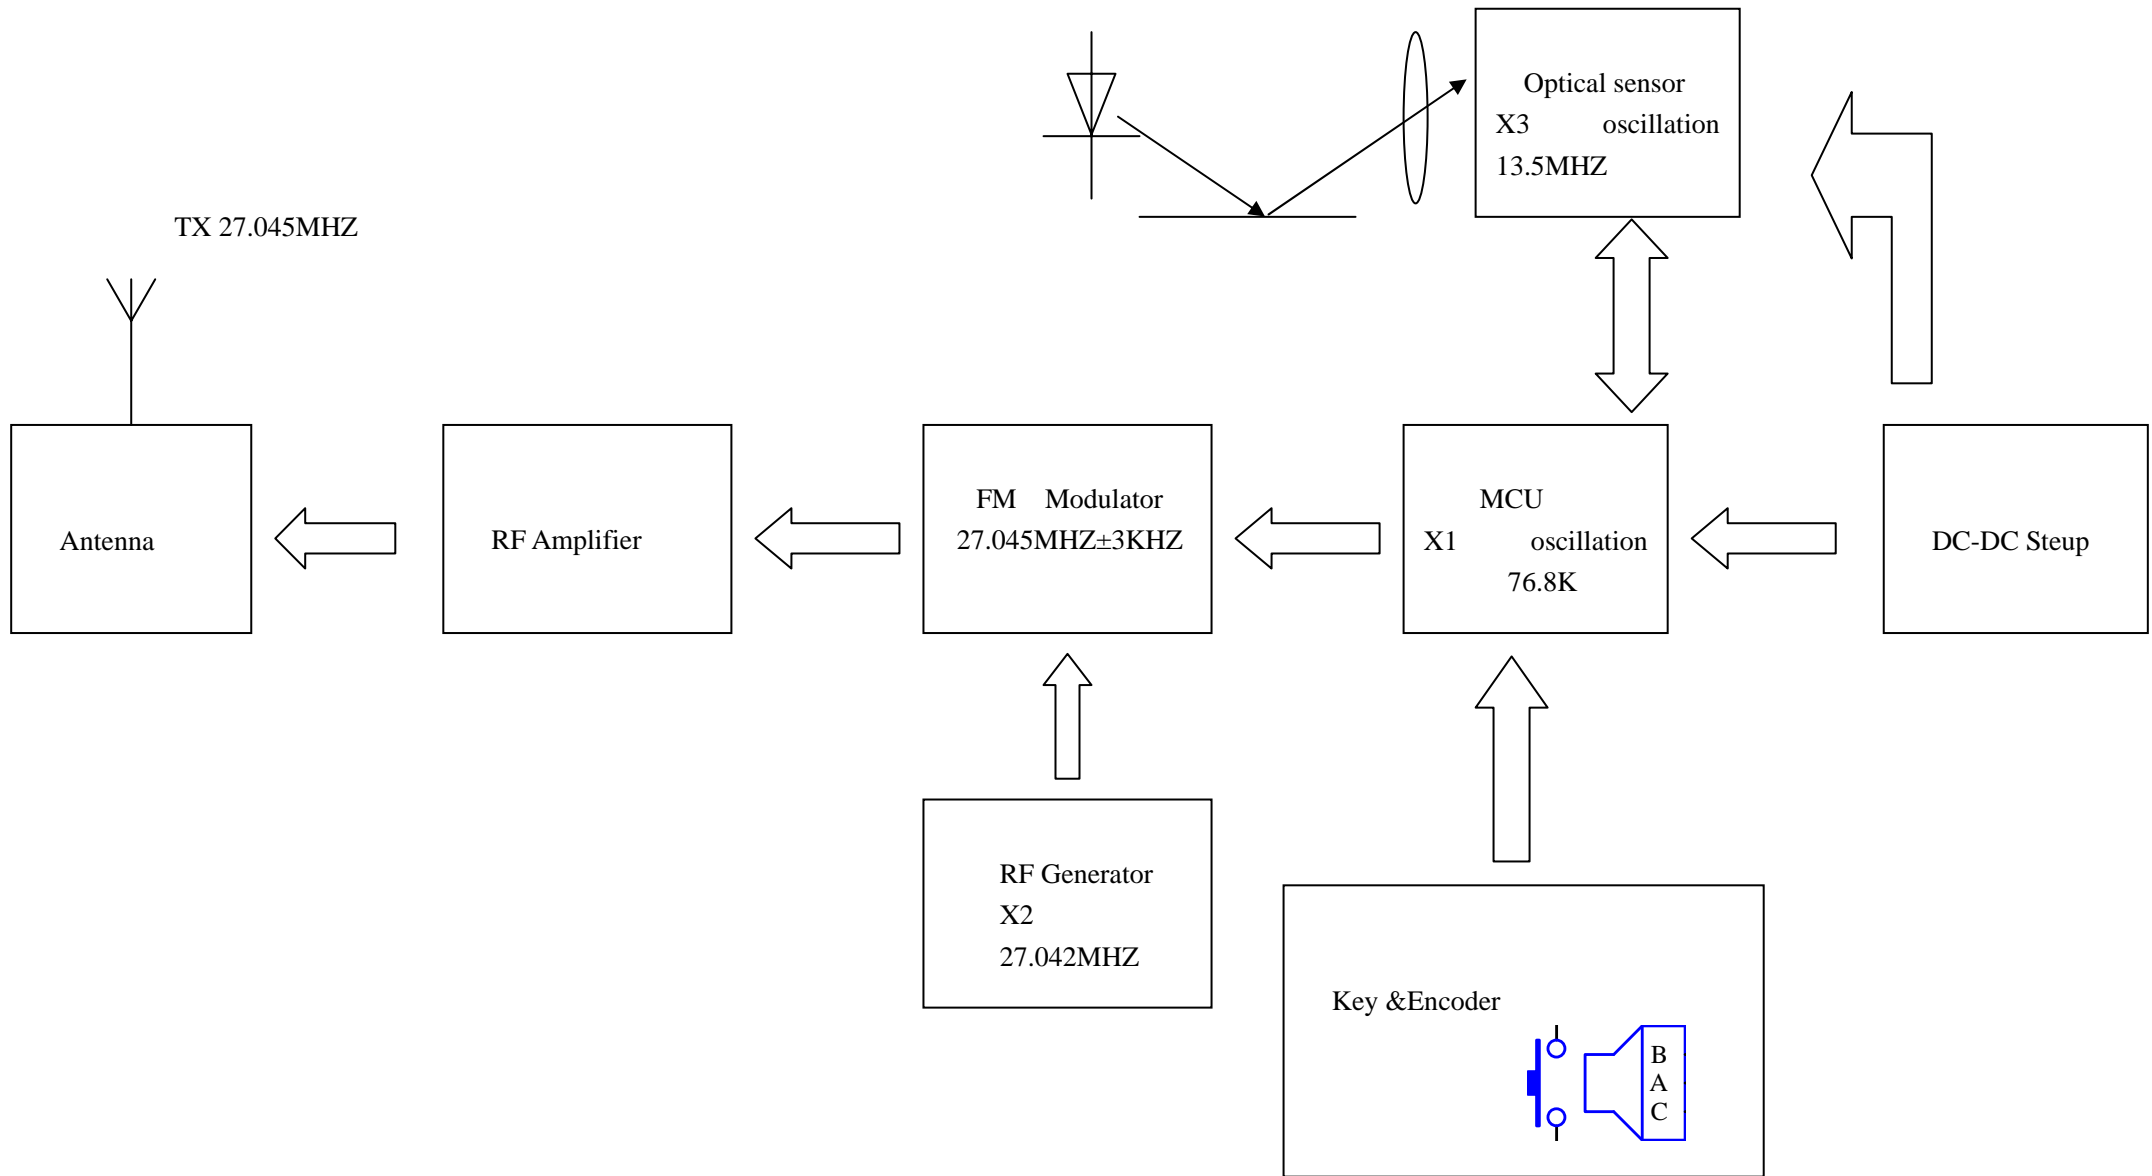 Optical sensor
X3 oscillation
13.5MHZ
TX 27.045MHZ
Antenna
RF Amplifier
FM Modulator
27.045MHZ±3KHZ
MCU
X1 oscillation
76.8K
DC-DC Steup
RF Generator
X2
27.042MHZ
Key &Encoder
B
A
C